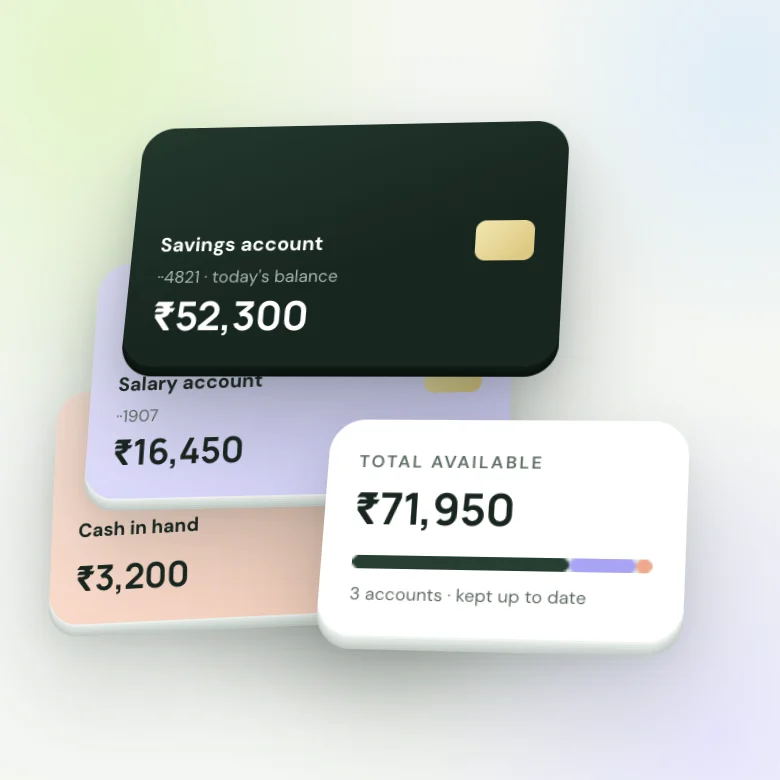 Savings account
··4821 · today's balance
₹52,300
Salary account
··1907
₹16,450
Cash in hand
₹3,200
TOTAL AVAILABLE
₹71,950
3 accounts · kept up to date